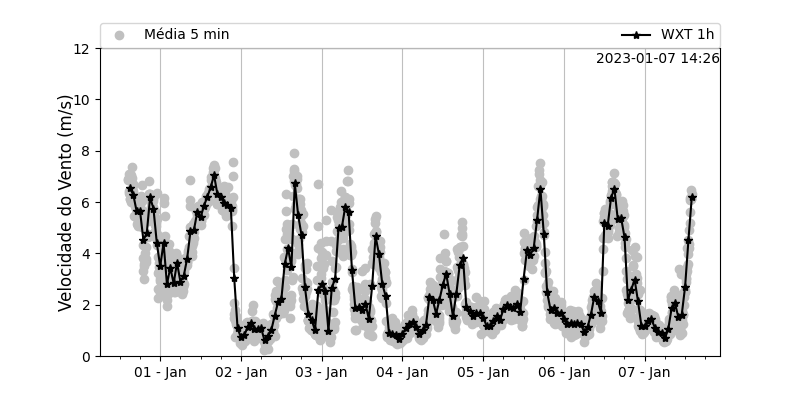 Média 5 min
WXT 1h
2023-01-07 14:26
Velocidade do Vento (m/s)
12
10
8
6
4
2
0
01 - Jan
02 - Jan
03 - Jan
04 - Jan
05 - Jan
06 - Jan
07 - Jan